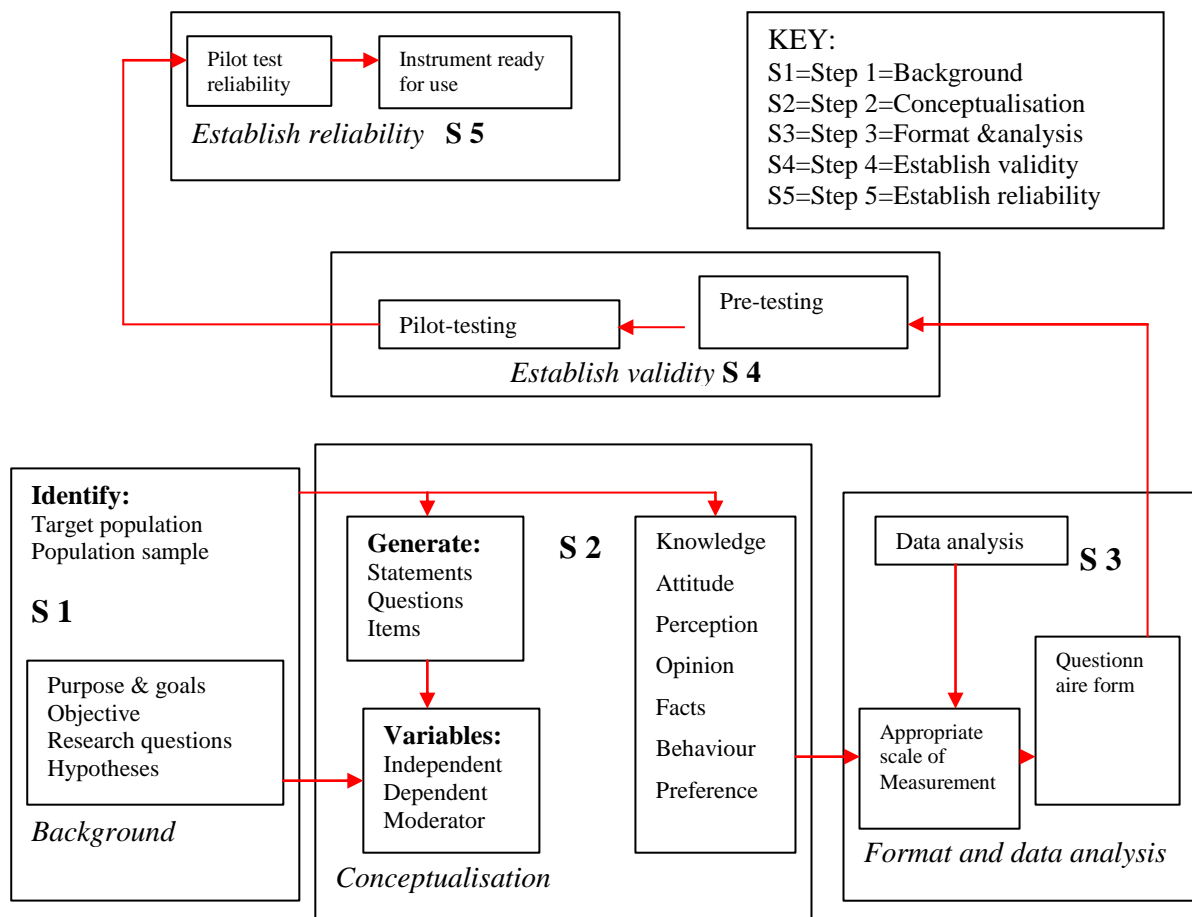 Pilot test
reliability
Instrument ready
for use
Establish reliability S 5
KEY:
S1=Step 1=Background
S2=Step 2=Conceptualisation
S3=Step 3=Format &analysis
S4=Step 4=Establish validity
S5=Step 5=Establish reliability
Pilot-testing
Pre-testing
Establish validity S 4
Identify:
Target population
Population sample
S 1
Purpose & goals
Objective
Research questions
Hypotheses
Background
Generate:
Statements
Questions
Items
S 2
Variables:
Independent
Dependent
Moderator
Conceptualisation
Knowledge
Attitude
Perception
Opinion
Facts
Behaviour
Preference
Data analysis
S 3
Appropriate
scale of
Measurement
Questionn
aire form
Format and data analysis